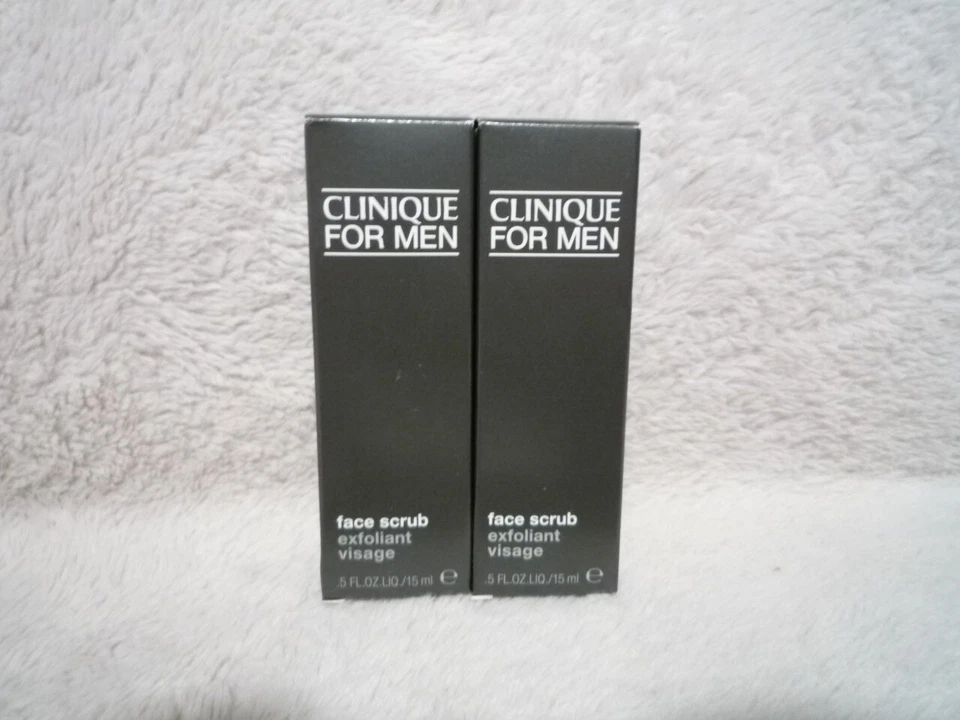 CLINIQUE
FOR MEN
face scrub
exfoliant
visage
.5 FL.OZ.LIQ./15 ml ℮
CLINIQUE
FOR MEN
face scrub
exfoliant
visage
.5 FL.OZ.LIQ./15 ml ℮